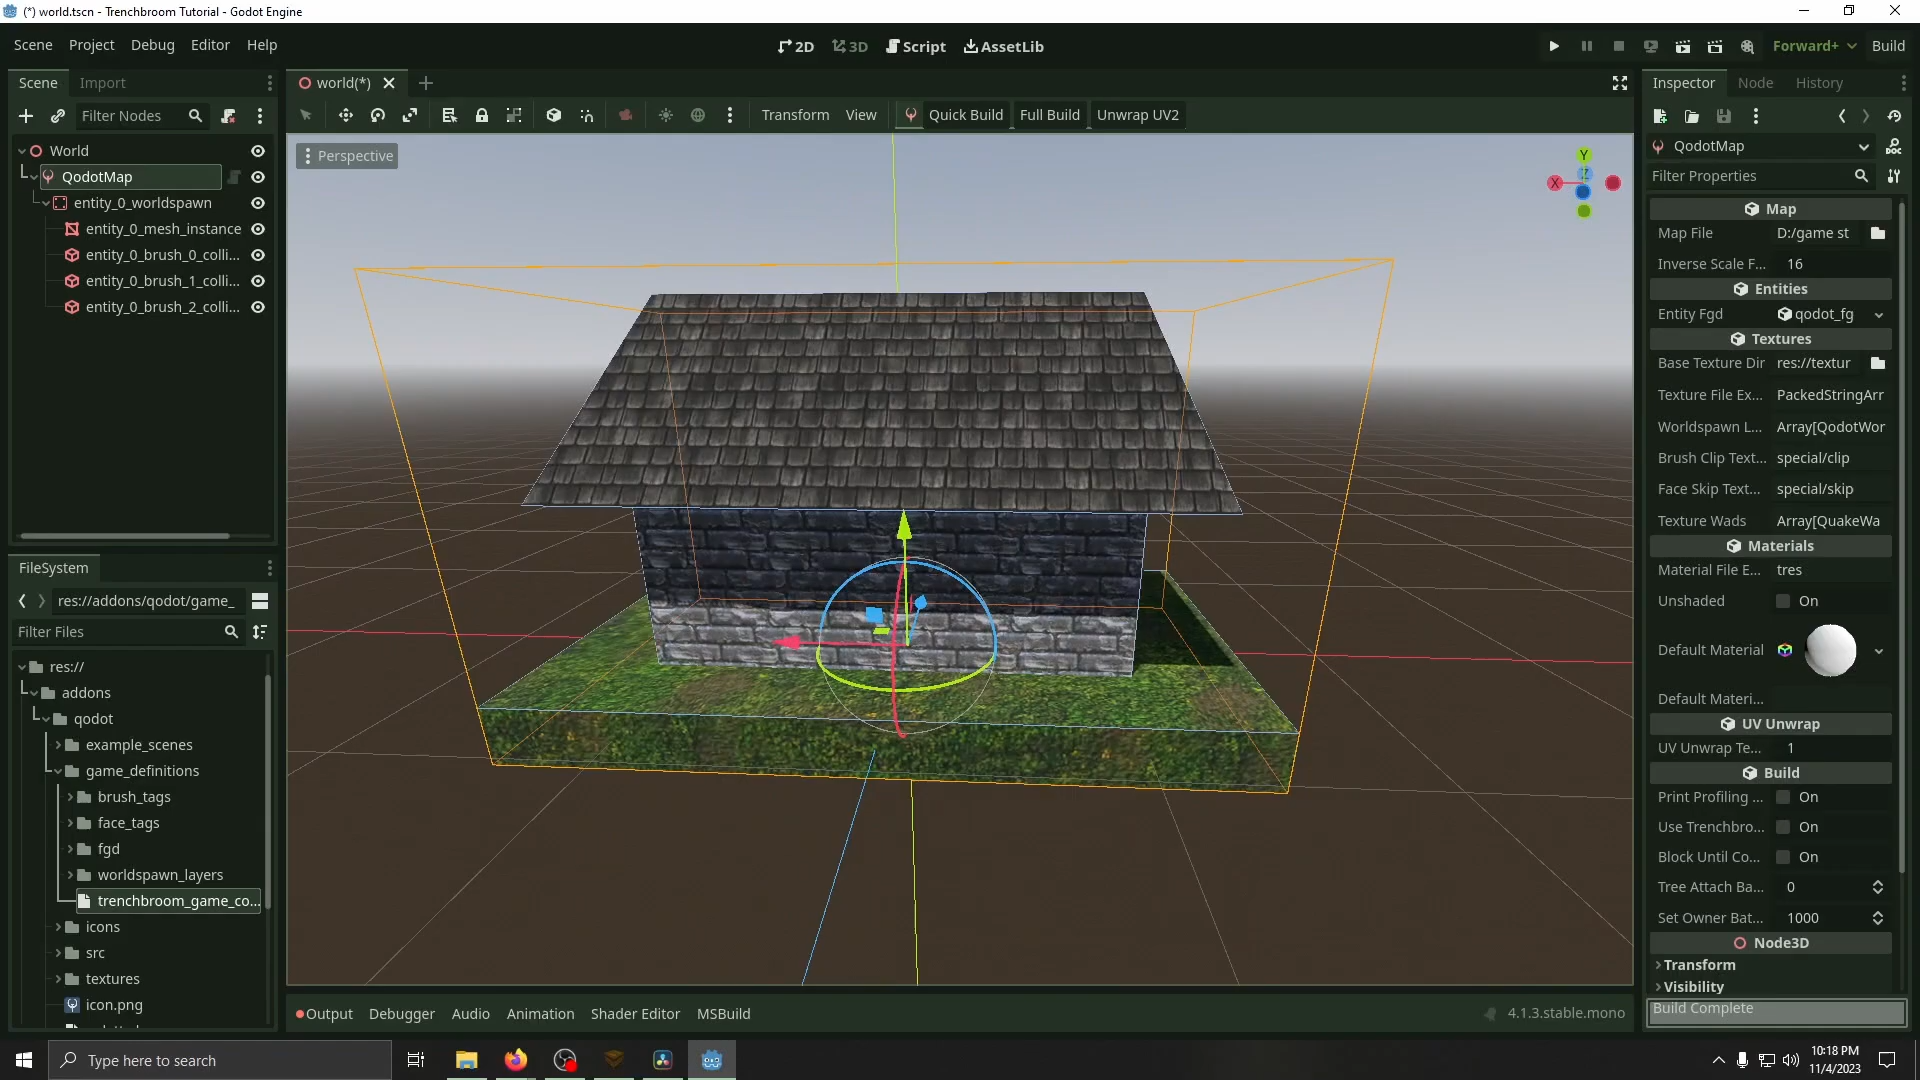 (*) world.tscn - Trenchbroom Tutorial - Godot Engine
Scene Project Debug Editor Help
2D 3D Script AssetLib
Forward+ Build
Scene Import
world(*)
Inspector Node History
Filter Nodes
Transform View Quick Build Full Build Unwrap UV2
Perspective
World
QodotMap
entity_0_worldspawn
entity_0_mesh_instance
entity_0_brush_0_colli...
entity_0_brush_1_colli...
entity_0_brush_2_colli...
Y
Z
X
FileSystem
res://addons/qodot/game_
Filter Files
res://
addons
qodot
example_scenes
game_definitions
brush_tags
face_tags
fgd
worldspawn_layers
trenchbroom_game_co...
icons
src
textures
icon.png
QodotMap
Filter Properties
Map
Map File D:/game st
Inverse Scale F... 16
Entities
Entity Fgd qodot_fg
Textures
Base Texture Dir res://textur
Texture File Ex... PackedStringArr
Worldspawn L... Array[QodotWor
Brush Clip Text... special/clip
Face Skip Text... special/skip
Texture Wads Array[QuakeWa
Materials
Material File E... tres
Unshaded On
Default Material
Default Materi...
UV Unwrap
UV Unwrap Te... 1
Build
Print Profiling ... On
Use Trenchbro... On
Block Until Co... On
Tree Attach Ba... 0
Set Owner Bat... 1000
Node3D
Transform
Visibility
Build Complete
Output Debugger Audio Animation Shader Editor MSBuild
4.1.3.stable.mono
Type here to search
10:18 PM
11/4/2023